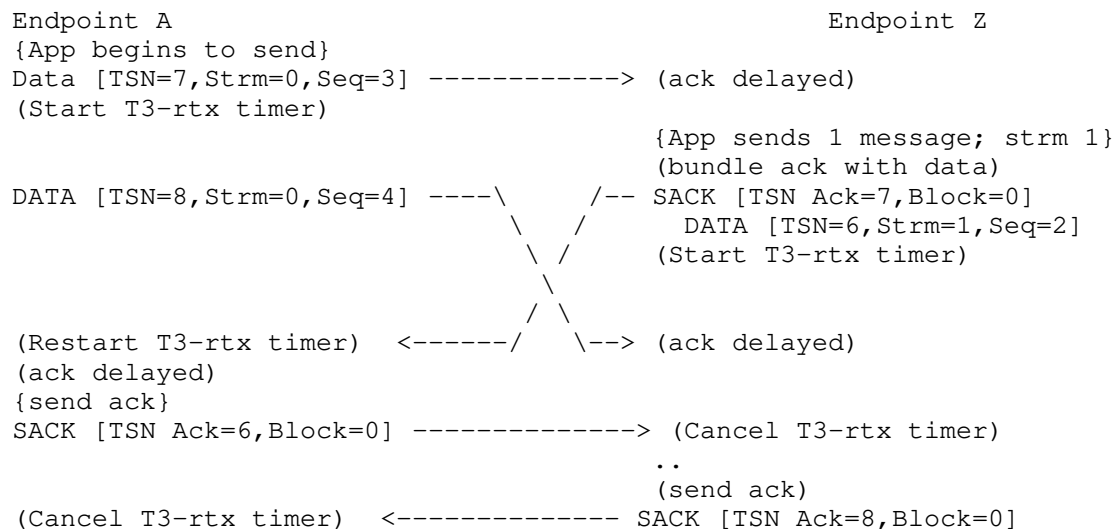 Endpoint A                                         Endpoint Z
{App begins to send}
Data [TSN=7,Strm=0,Seq=3] ------------> (ack delayed)
(Start T3-rtx timer)
                                        {App sends 1 message; strm 1}
                                        (bundle ack with data)
DATA [TSN=8,Strm=0,Seq=4] ----\     /-- SACK [TSN Ack=7,Block=0]
                               \   /      DATA [TSN=6,Strm=1,Seq=2]
                                \ /     (Start T3-rtx timer)
                                 \
                                / \
(Restart T3-rtx timer)  <------/   \--> (ack delayed)
(ack delayed)
{send ack}
SACK [TSN Ack=6,Block=0] --------------> (Cancel T3-rtx timer)
                                        ..
                                        (send ack)
(Cancel T3-rtx timer)  <-------------- SACK [TSN Ack=8,Block=0]